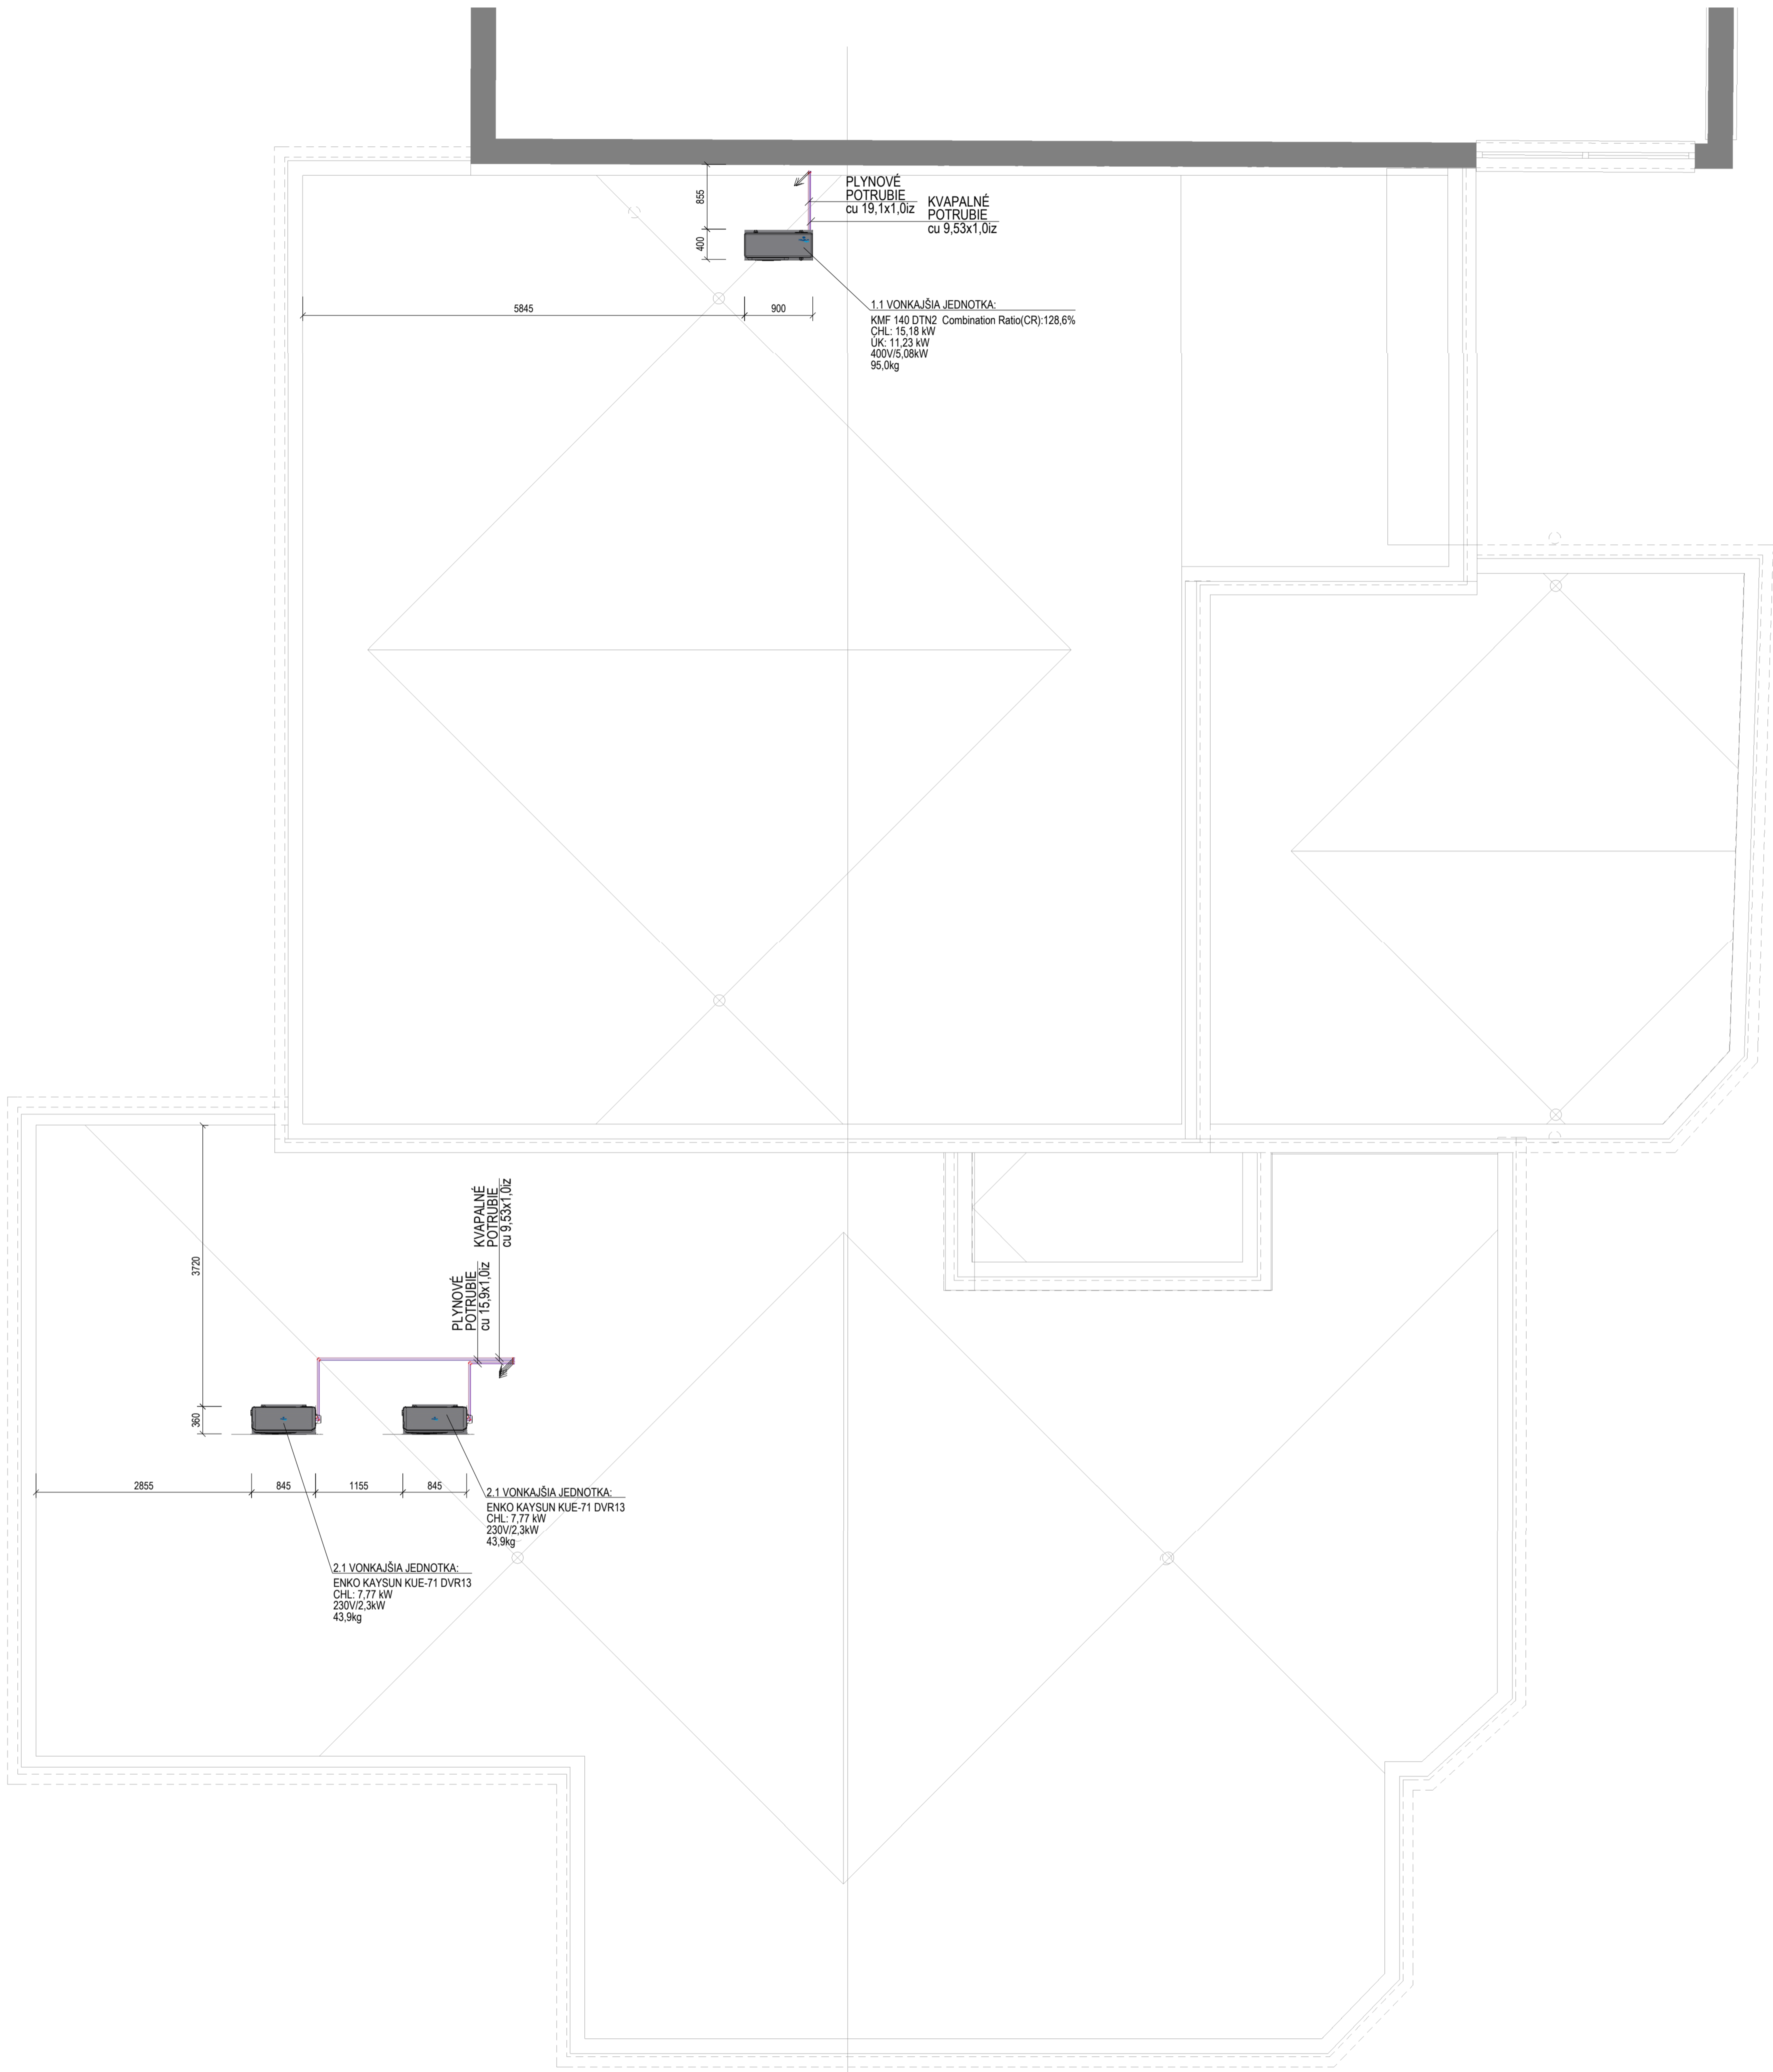 855
400
PLYNOVÉ
POTRUBIE
cu 19,1x1,0iz
KVAPALNÉ
POTRUBIE
cu 9,53x1,0iz
5845
900
1.1 VONKAJŠIA JEDNOTKA:
KMF 140 DTN2 Combination Ratio(CR):128,6%
CHL: 15,18 kW
ÚK: 11,23 kW
400V/5,08kW
95,0kg
3720
360
KVAPALNÉ
POTRUBIE
cu 9,53x1,0iz
PLYNOVÉ
POTRUBIE
cu 15,9x1,0iz
2855
845
1155
845
2.1 VONKAJŠIA JEDNOTKA:
ENKO KAYSUN KUE-71 DVR13
CHL: 7,77 kW
230V/2,3kW
43,9kg
2.1 VONKAJŠIA JEDNOTKA:
ENKO KAYSUN KUE-71 DVR13
CHL: 7,77 kW
230V/2,3kW
43,9kg